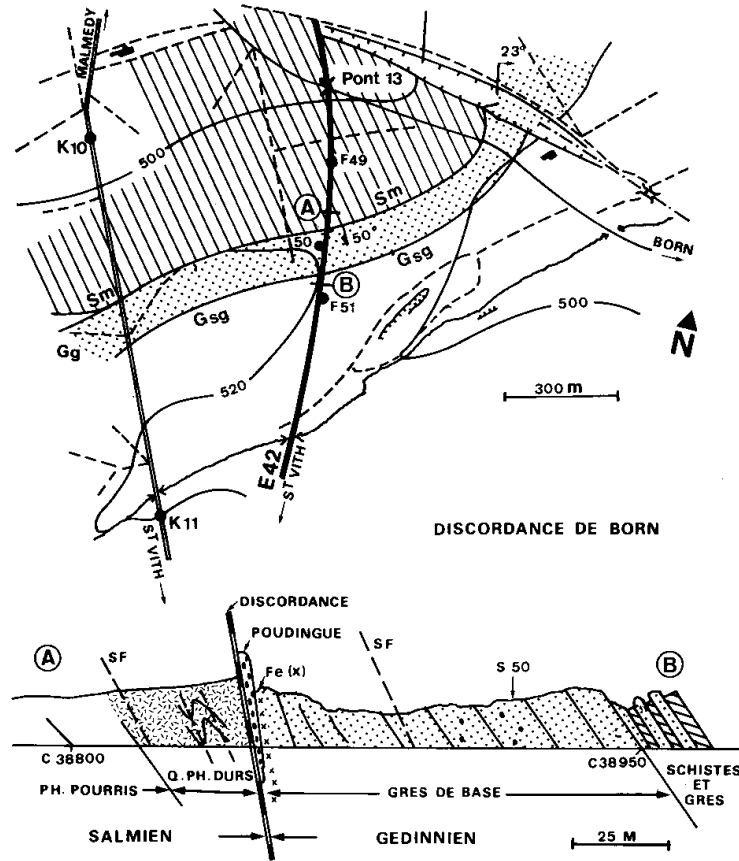 MALMEDY
23°
Pont 13
K10
500
F49
Sm
A
50
50°
BORN
Gsg
B
F51
Sm
Gsg
500
Gg
N
520
300 m
E42
ST VITH
K11
ST VITH
DISCORDANCE DE BORN
DISCORDANCE
POUDINGUE
A
SF
Fe (x)
SF
S 50
B
C 38800
C38950
Q. PH. DURS
SCHISTES
PH. POURRIS
GRES DE BASE
ET
GRES
SALMIEN
GEDINNIEN
25 M